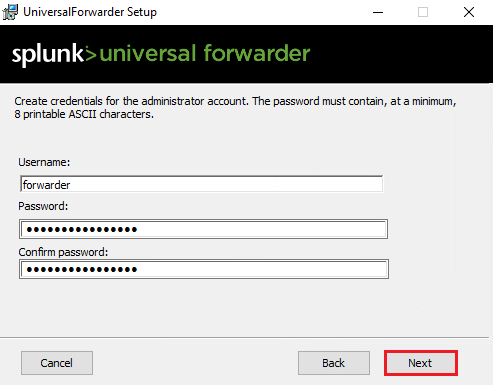 UniversalForwarder Setup
splunk>universal forwarder
Create credentials for the administrator account. The password must contain, at a minimum,
8 printable ASCII characters.
Username:
forwarder
Password:
••••••••••••••••
Confirm password:
••••••••••••••••
Cancel
Back
Next